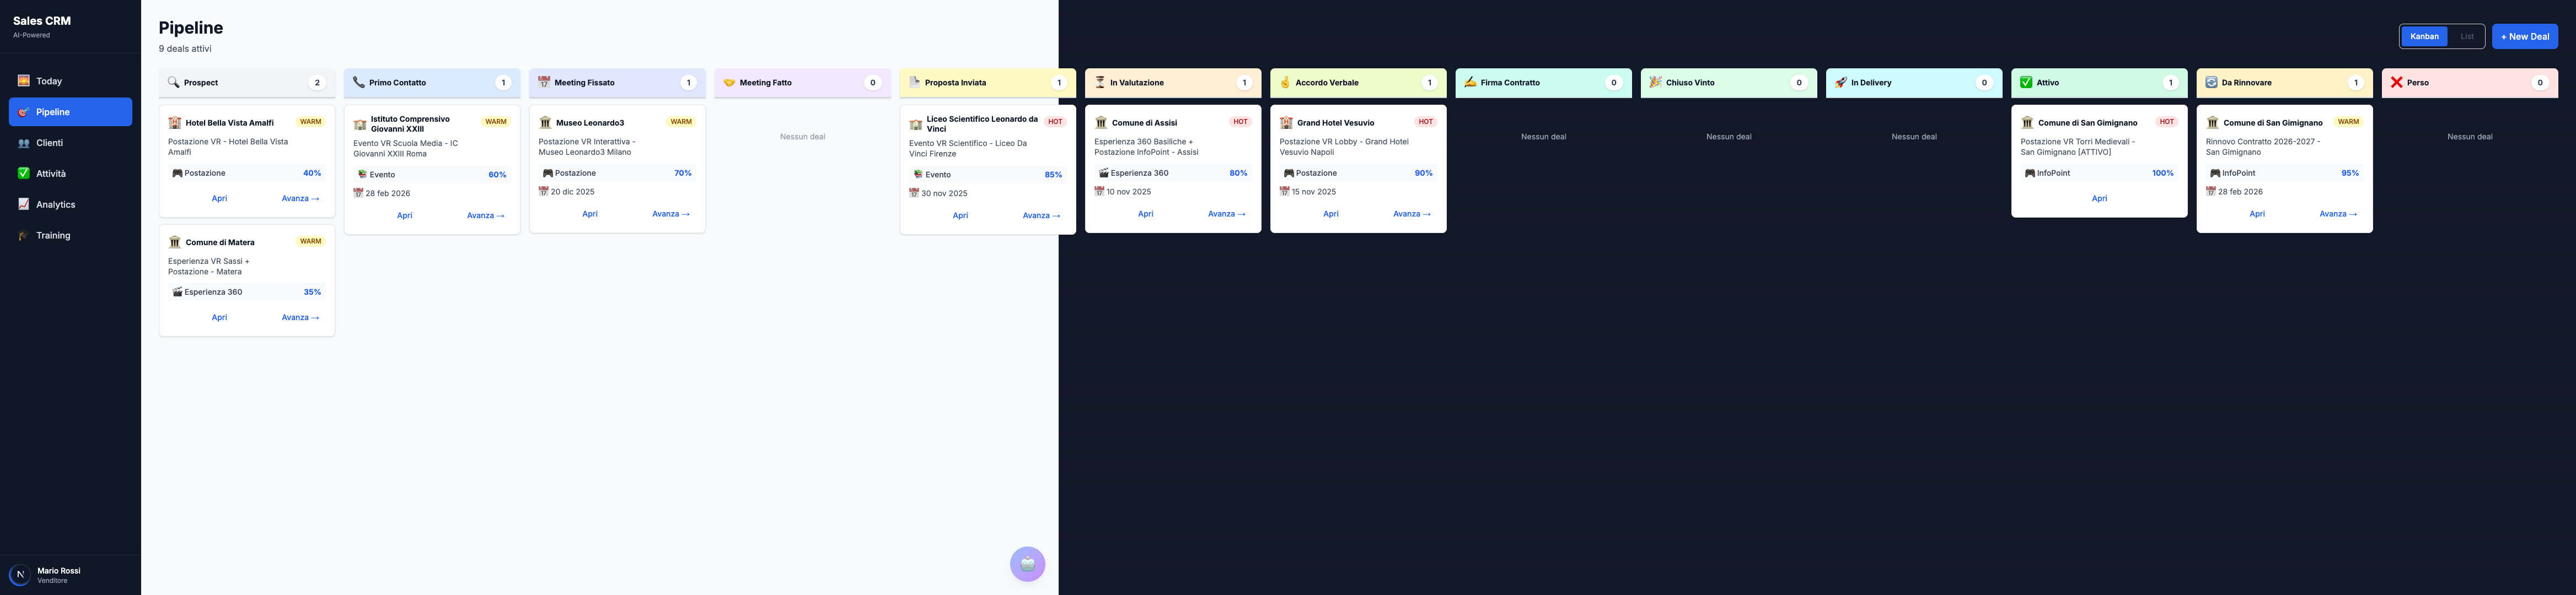 Sales CRM
AI-Powered
Today
Pipeline
Clienti
Attività
Analytics
Training
N
Mario Rossi
Venditore
Pipeline
9 deals attivi
Kanban
List
+ New Deal
Prospect
2
Hotel Bella Vista Amalfi
WARM
Postazione VR - Hotel Bella Vista
Amalfi
Postazione
40%
Apri
Avanza →
Comune di Matera
WARM
Esperienza VR Sassi +
Postazione - Matera
Esperienza 360
35%
Apri
Avanza →
Primo Contatto
1
Istituto Comprensivo
Giovanni XXIII
WARM
Evento VR Scuola Media - IC
Giovanni XXIII Roma
Evento
60%
28 feb 2026
Apri
Avanza →
Meeting Fissato
1
Museo Leonardo3
WARM
Postazione VR Interattiva -
Museo Leonardo3 Milano
Postazione
70%
20 dic 2025
Apri
Avanza →
Meeting Fatto
0
Nessun deal
Proposta Inviata
1
Liceo Scientifico Leonardo da
Vinci
HOT
Evento VR Scientifico - Liceo Da
Vinci Firenze
Evento
85%
30 nov 2025
Apri
Avanza →
In Valutazione
1
Comune di Assisi
HOT
Esperienza 360 Basiliche +
Postazione InfoPoint - Assisi
Esperienza 360
80%
10 nov 2025
Apri
Avanza →
Accordo Verbale
1
Grand Hotel Vesuvio
HOT
Postazione VR Lobby - Grand Hotel
Vesuvio Napoli
Postazione
90%
15 nov 2025
Apri
Avanza →
Firma Contratto
0
Nessun deal
Chiuso Vinto
0
Nessun deal
In Delivery
0
Nessun deal
Attivo
1
Comune di San Gimignano
HOT
Postazione VR Torri Medievali -
San Gimignano [ATTIVO]
InfoPoint
100%
Apri
Da Rinnovare
1
Comune di San Gimignano
WARM
Rinnovo Contratto 2026-2027 -
San Gimignano
InfoPoint
95%
28 feb 2026
Apri
Avanza →
Perso
0
Nessun deal